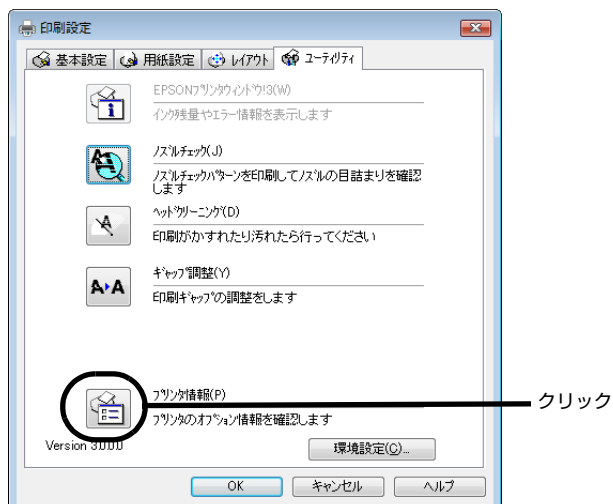 印刷設定
基本設定 用紙設定 レイアウト ユーティリティ
EPSONプリンタウィンドウ!3(W)
インク残量やエラー情報を表示します
ノズルチェック(J)
ノズルチェックパターンを印刷してノズルの目詰まりを確認
します
ヘッドクリーニング(D)
印刷がかすれたり汚れたら行ってください
ギャップ調整(Y)
印刷ギャップの調整をします
プリンタ情報(P)
クリック
プリンタのオプション情報を確認します
Version 3.0.0.0
環境設定(C)...
OK キャンセル ヘルプ